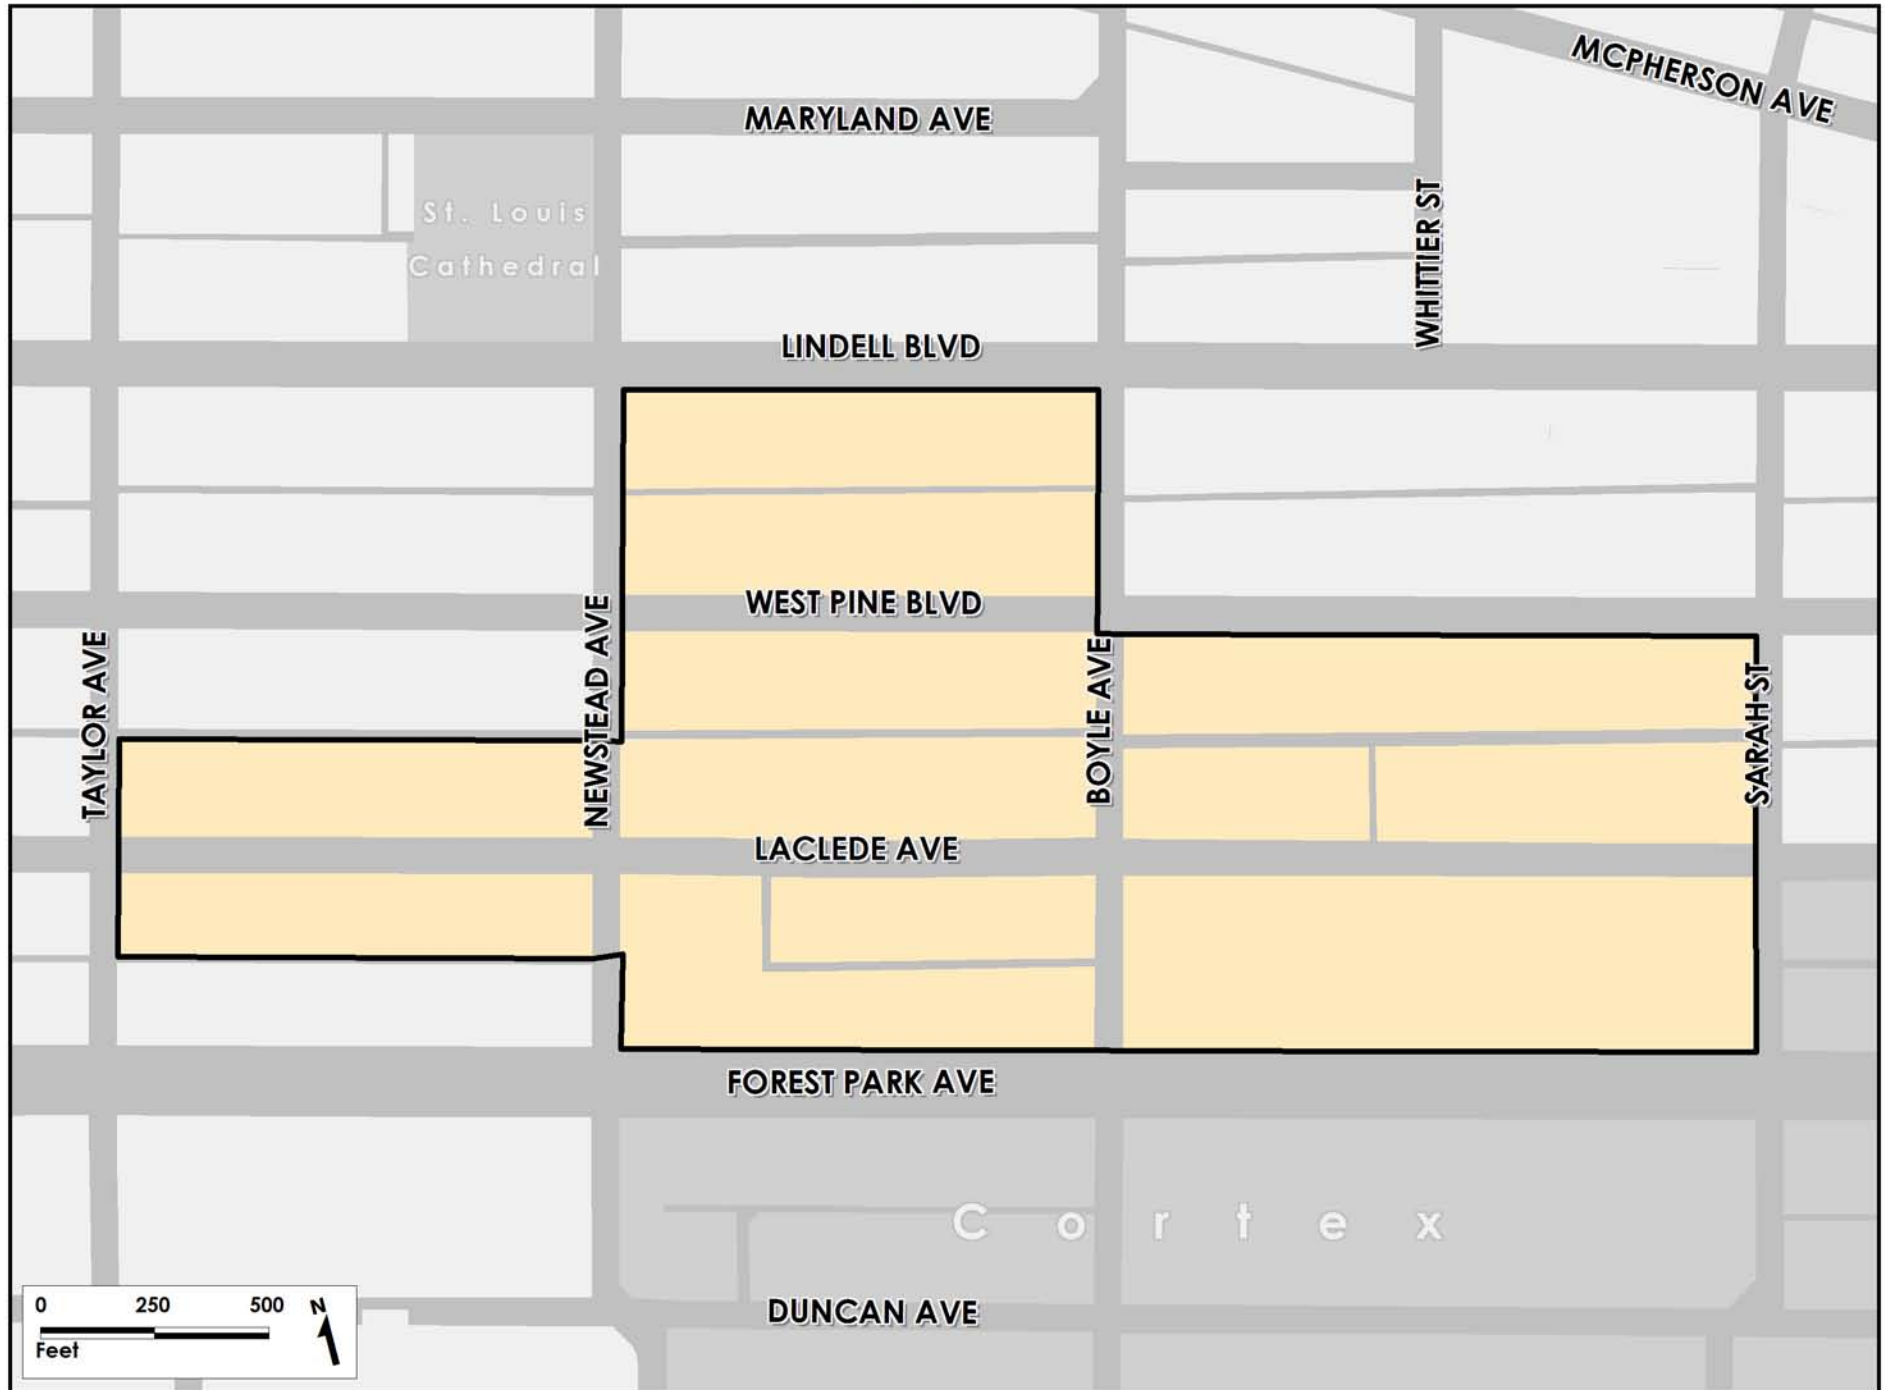 MCPHERSON AVE
MARYLAND AVE
St. Louis
Cathedral
WHITTIER ST
LINDELL BLVD
WEST PINE BLVD
TAYLOR AVE
NEWSTEAD AVE
BOYLE AVE
SARAH ST
LACLEDE AVE
FOREST PARK AVE
Cortex
DUNCAN AVE
0 250 500 N
Feet